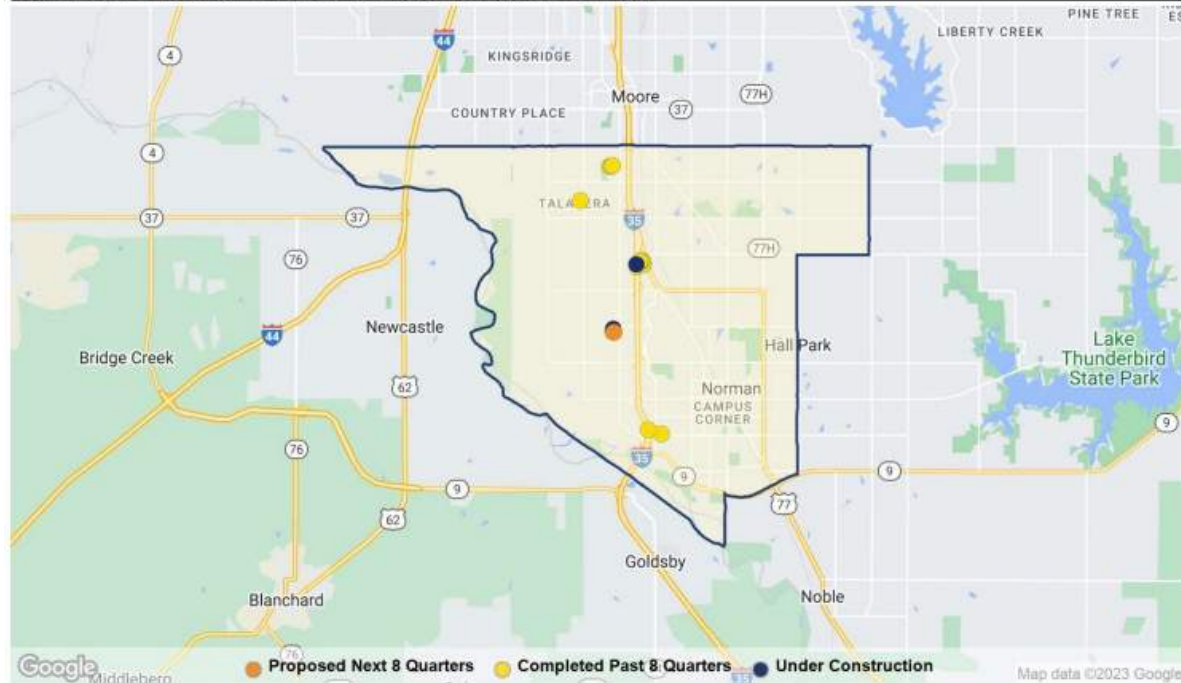 PINE TREE
LIBERTY CREEK
44
4
KINGSRIDGE
Moore
77H
37
COUNTRY PLACE
4
37
37
35
77H
76
Newcastle
44
Bridge Creek
Hall Park
Lake
Thunderbird
State Park
62
Norman
CAMPUS
CORNER
9
76
35
9
9
9
62
77
Goldsby
Blanchard
Noble
76
Google
Proposed Next 8 Quarters
Completed Past 8 Quarters
Under Construction
35
Map data ©2023 Google